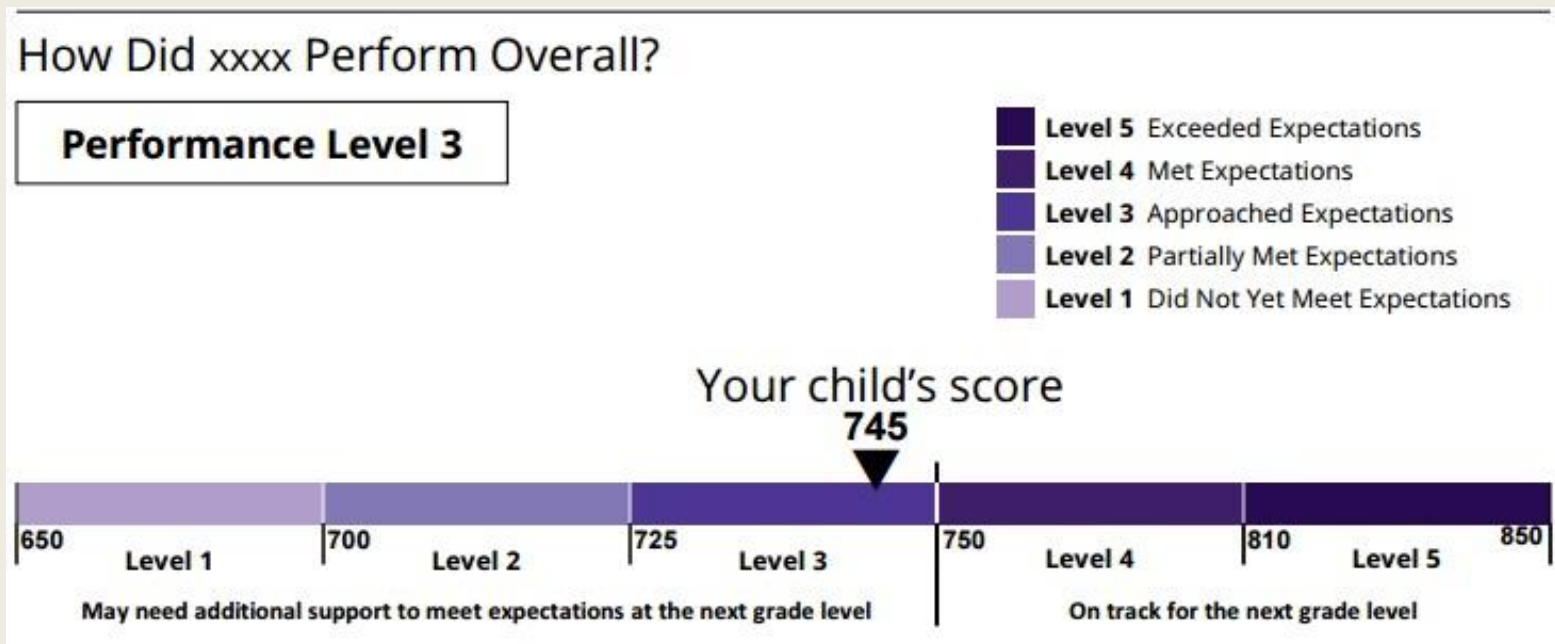 How Did xxxx Perform Overall?
Performance Level 3
Level 5 Exceeded Expectations
Level 4 Met Expectations
Level 3 Approached Expectations
Level 2 Partially Met Expectations
Level 1 Did Not Yet Meet Expectations
Your child's score
745
650 700 725 750 810 850
Level 1 Level 2 Level 3 Level 4 Level 5
May need additional support to meet expectations at the next grade level On track for the next grade level